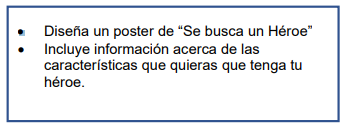 • Diseña un poster de “Se busca un Héroe”
• Incluye información acerca de las
características que quieras que tenga tu
héroe.